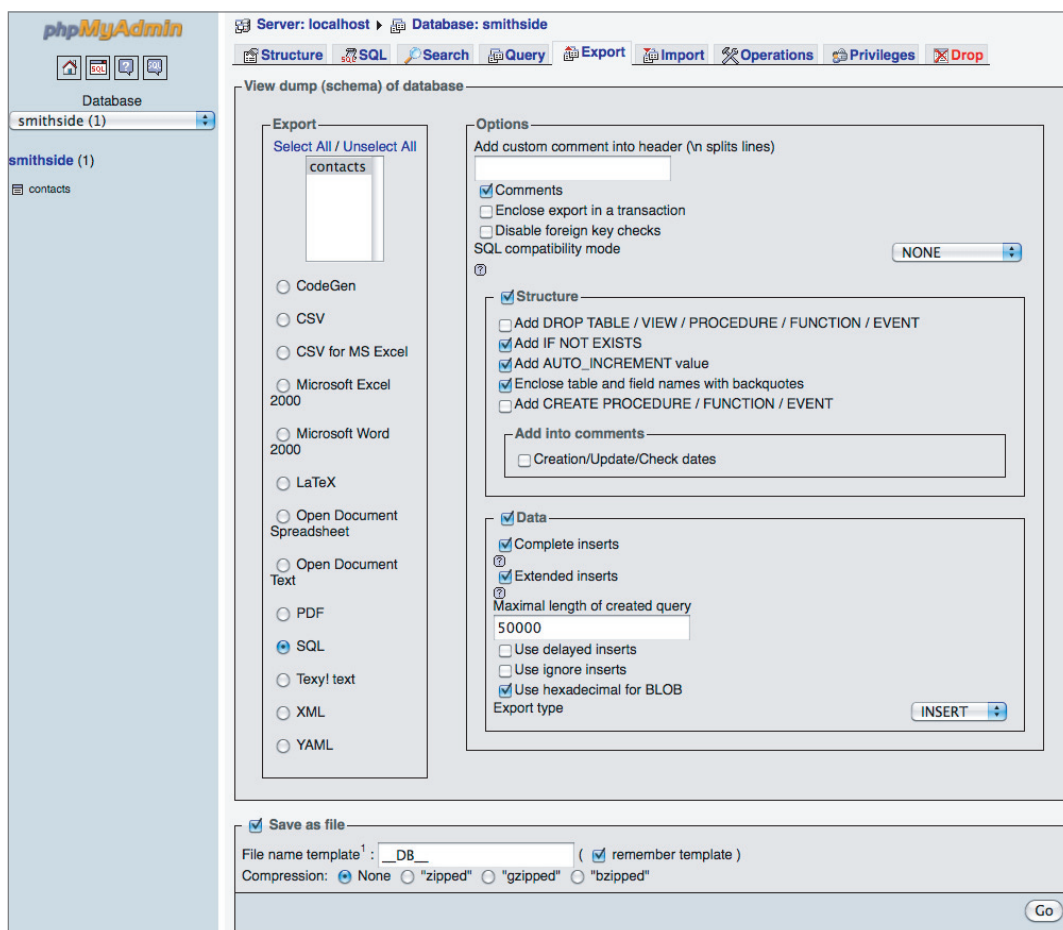 phpMyAdmin
Database
smithside (1)
smithside (1)
contacts
Server: localhost Database: smithside
Structure SQL Search Query Export Import Operations Privileges Drop
View dump (schema) of database
Export
Select All / Unselect All
contacts
CodeGen
CSV
CSV for MS Excel
Microsoft Excel
2000
Microsoft Word
2000
LaTeX
Open Document
Spreadsheet
Open Document
Text
PDF
SQL
Texy! text
XML
YAML
Options
Add custom comment into header (\n splits lines)
Comments
Enclose export in a transaction
Disable foreign key checks
SQL compatibility mode NONE
Structure
Add DROP TABLE / VIEW / PROCEDURE / FUNCTION / EVENT
Add IF NOT EXISTS
Add AUTO_INCREMENT value
Enclose table and field names with backquotes
Add CREATE PROCEDURE / FUNCTION / EVENT
Add into comments
Creation/Update/Check dates
Data
Complete inserts
Extended inserts
Maximal length of created query
50000
Use delayed inserts
Use ignore inserts
Use hexadecimal for BLOB
Export type INSERT
Save as file
File name template1 : __DB__ ( remember template )
Compression: None "zipped" "gzipped" "bzipped"
Go